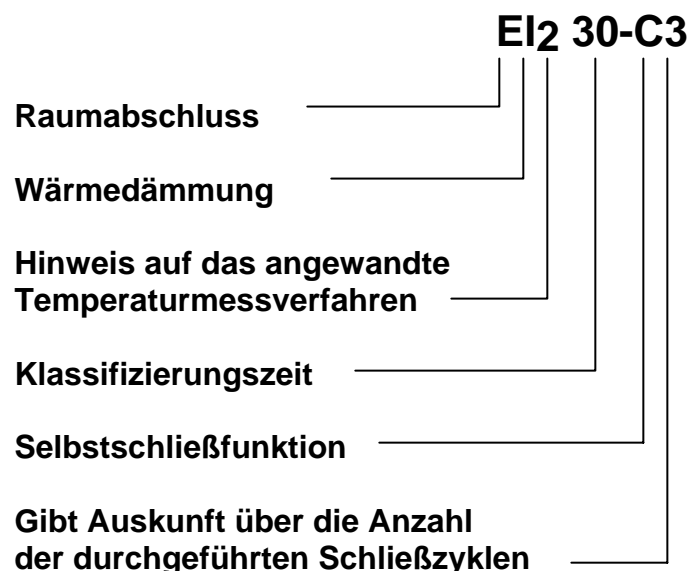 EI2 30-C3
Raumabschluss
Wärmedämmung
Hinweis auf das angewandte
Temperaturmessverfahren
Klassifizierungszeit
Selbstschließfunktion
Gibt Auskunft über die Anzahl
der durchgeführten Schließzyklen